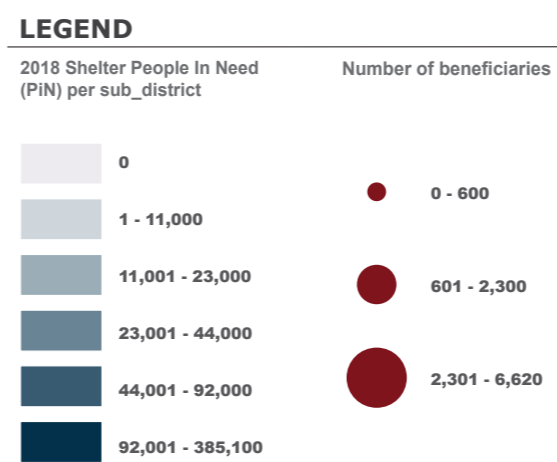 LEGEND
2018 Shelter People In Need
(PiN) per sub_district
0
1 - 11,000
11,001 - 23,000
23,001 - 44,000
44,001 - 92,000
92,001 - 385,100
Number of beneficiaries
0 - 600
601 - 2,300
2,301 - 6,620